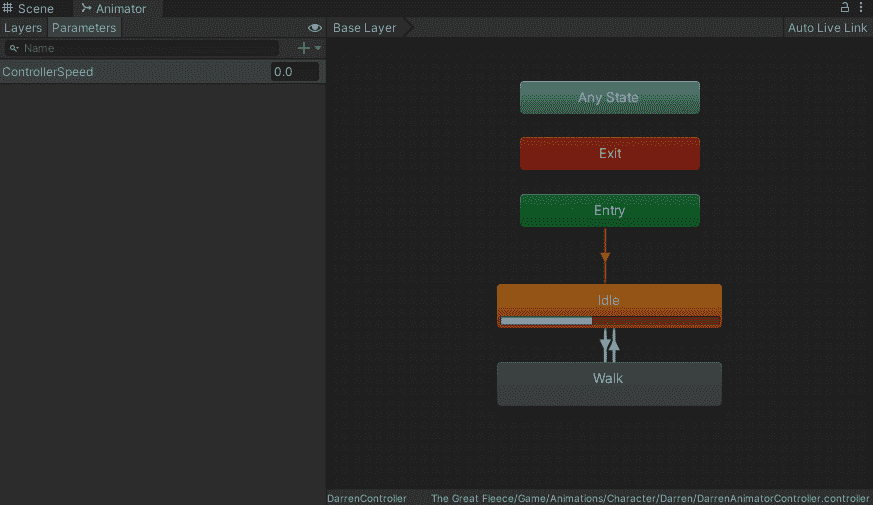 Scene Animator
Layers Parameters Base Layer Auto Live Link
Name
ControllerSpeed 0.0
Any State
Exit
Entry
Idle
Walk
DarrenController The Great Fleece/Game/Animations/Character/Darren/DarrenAnimatorController.controller